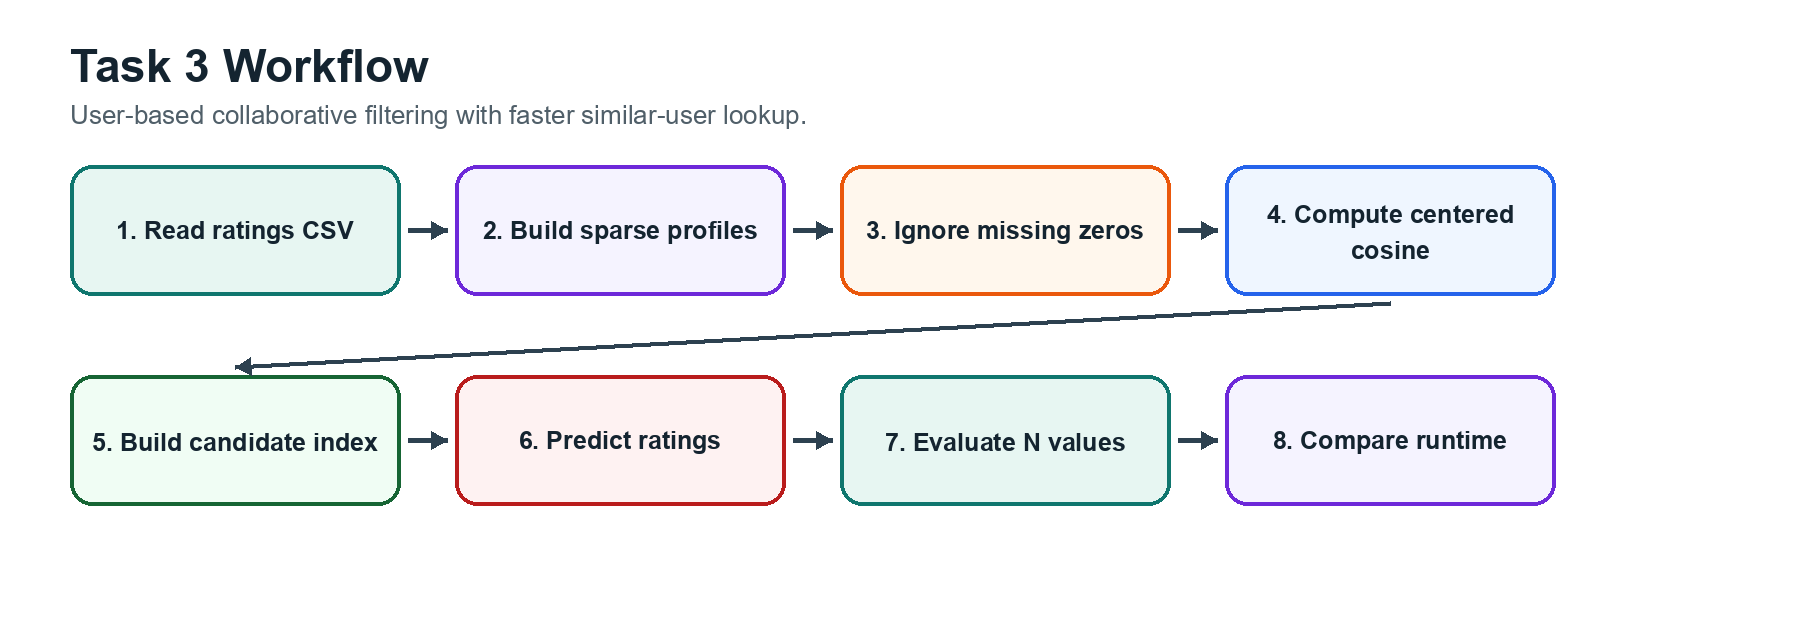 Task 3 Workflow
User-based collaborative filtering with faster similar-user lookup.
1. Read ratings CSV
2. Build sparse profiles
3. Ignore missing zeros
4. Compute centered
cosine
5. Build candidate index
6. Predict ratings
7. Evaluate N values
8. Compare runtime